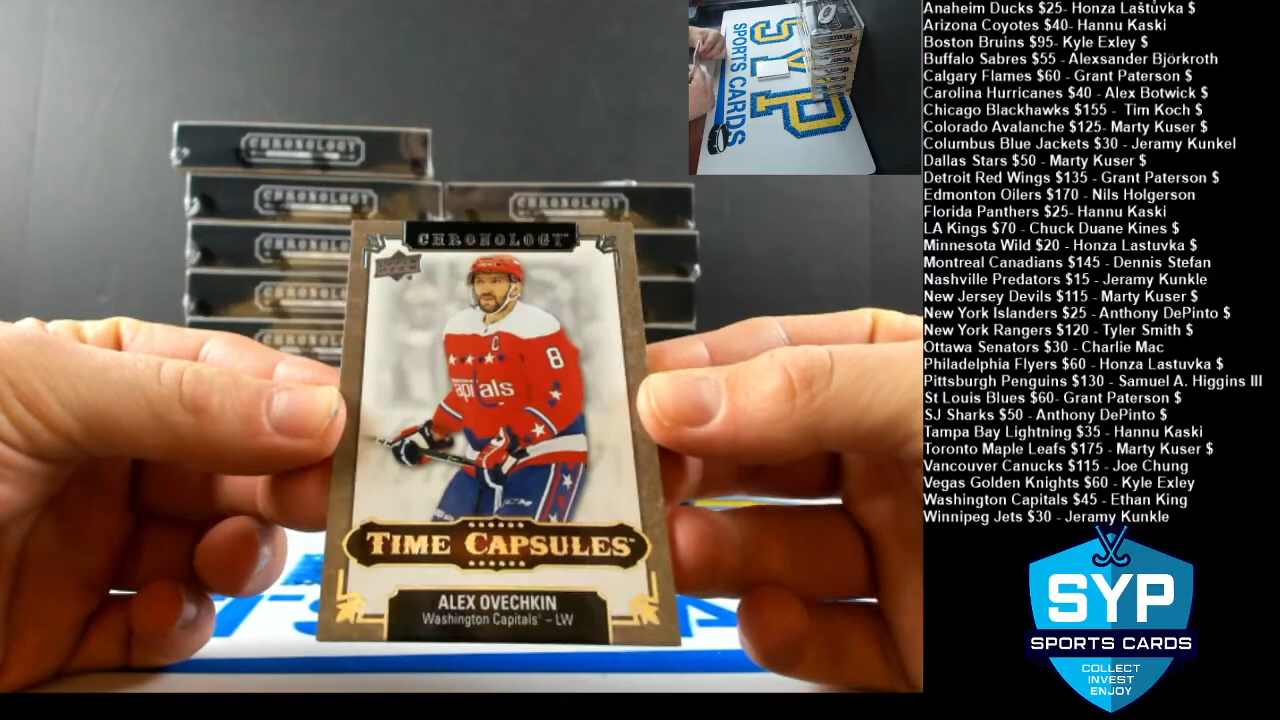 CHRONOLOGY
CHRONOLOGY
CHRONOLOGY
CHRONOLOGY
CHRONOLOGY
CHRONOLOGY
UPPER DECK
C
8
capitals
TIME CAPSULES
ALEX OVECHKIN
Washington Capitals - LW
SYP
SPORTS CARDS
Anaheim Ducks $25- Honza Laštůvka $
Arizona Coyotes $40- Hannu Kaski
Boston Bruins $95- Kyle Exley $
Buffalo Sabres $55 - Alexsander Björkroth
Calgary Flames $60 - Grant Paterson $
Carolina Hurricanes $40 - Alex Botwick $
Chicago Blackhawks $155 - Tim Koch $
Colorado Avalanche $125- Marty Kuser $
Columbus Blue Jackets $30 - Jeramy Kunkel
Dallas Stars $50 - Marty Kuser $
Detroit Red Wings $135 - Grant Paterson $
Edmonton Oilers $170 - Nils Holgerson
Florida Panthers $25- Hannu Kaski
LA Kings $70 - Chuck Duane Kines $
Minnesota Wild $20 - Honza Lastuvka $
Montreal Canadians $145 - Dennis Stefan
Nashville Predators $15 - Jeramy Kunkle
New Jersey Devils $115 - Marty Kuser $
New York Islanders $25 - Anthony DePinto $
New York Rangers $120 - Tyler Smith $
Ottawa Senators $30 - Charlie Mac
Philadelphia Flyers $60 - Honza Lastuvka $
Pittsburgh Penguins $130 - Samuel A. Higgins III
St Louis Blues $60- Grant Paterson $
SJ Sharks $50 - Anthony DePinto $
Tampa Bay Lightning $35 - Hannu Kaski
Toronto Maple Leafs $175 - Marty Kuser $
Vancouver Canucks $115 - Joe Chung
Vegas Golden Knights $60 - Kyle Exley
Washington Capitals $45 - Ethan King
Winnipeg Jets $30 - Jeramy Kunkle
SYP
SPORTS CARDS
COLLECT
INVEST
ENJOY